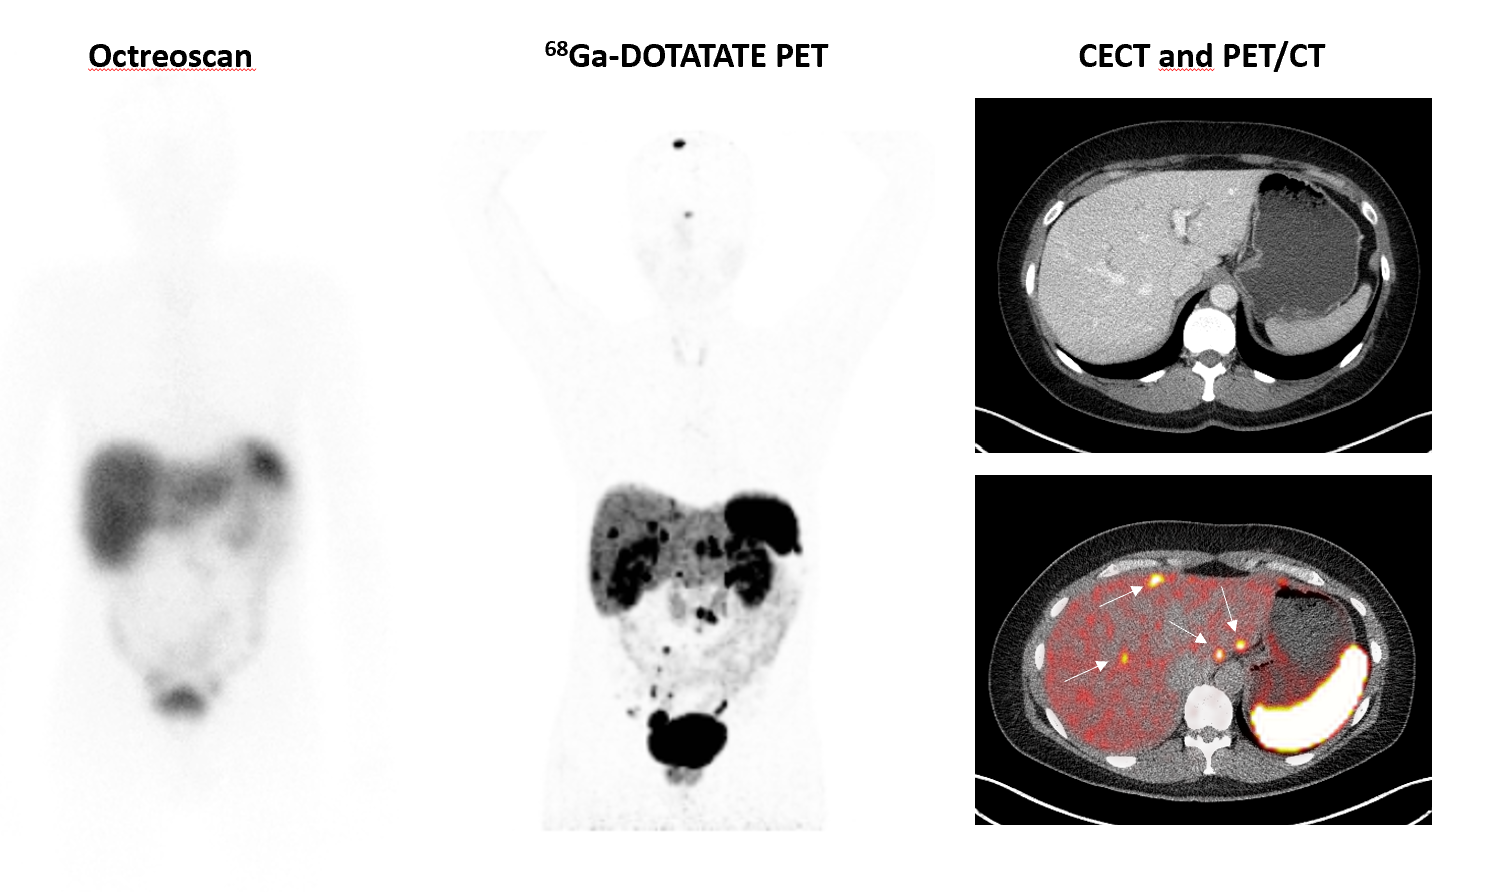 Octreoscan
⁶⁸Ga-DOTATATE PET
CECT and PET/CT